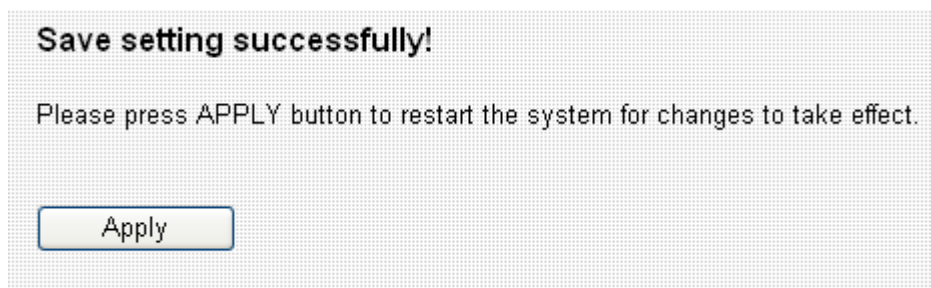 Save setting successfully!
Please press APPLY button to restart the system for changes to take effect.
Apply